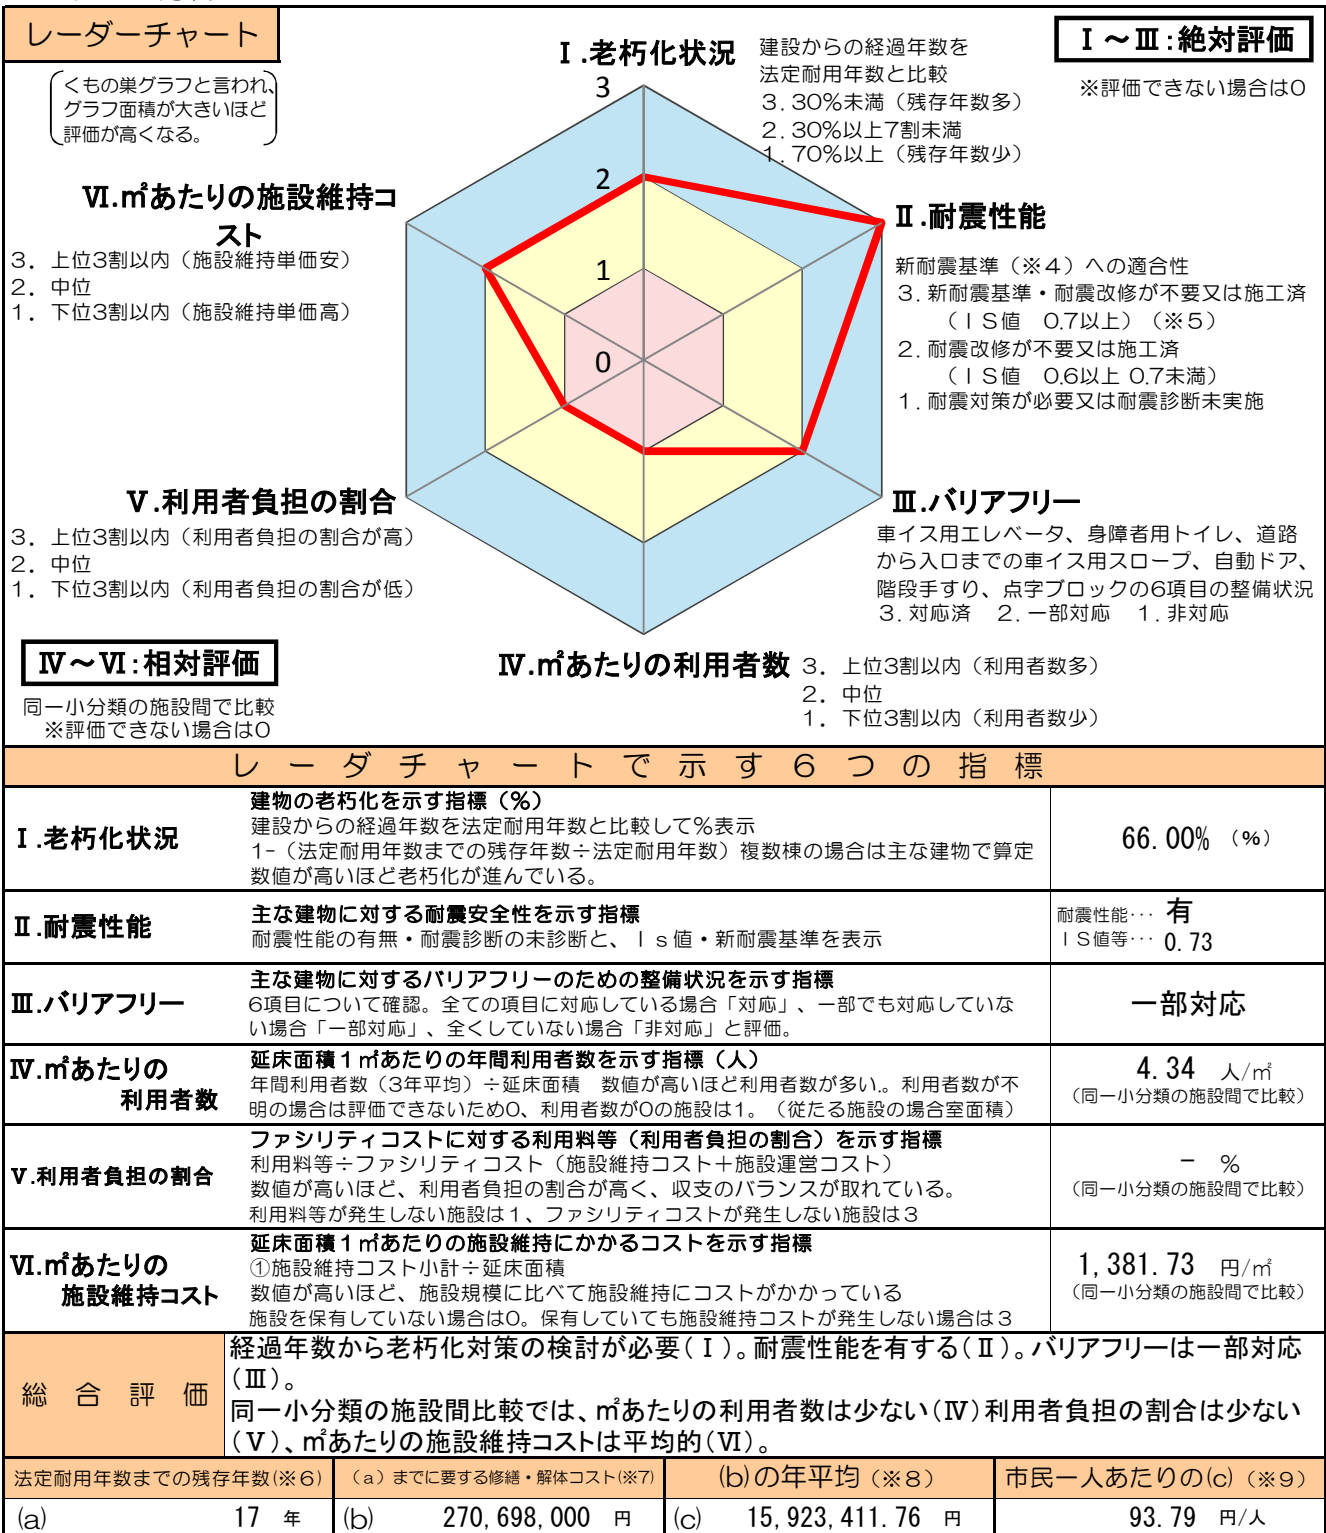 レーダーチャート
くもの巣グラフと言われ、
グラフ面積が大きいほど
評価が高くなる。
Ⅰ.老朽化状況
建設からの経過年数を
法定耐用年数と比較
3.30%未満（残存年数多）
2.30%以上7割未満
1.70%以上（残存年数少）
Ⅰ～Ⅲ:絶対評価
※評価できない場合は0
3
2
1
0
Ⅱ.耐震性能
新耐震基準（※4）への適合性
3.新耐震基準・耐震改修が不要又は施工済
（ＩＳ値　0.7以上）（※5）
2.耐震改修が不要又は施工済
（ＩＳ値　0.6以上 0.7未満）
1.耐震対策が必要又は耐震診断未実施
Ⅵ.㎡あたりの施設維持コ
スト
3．上位3割以内（施設維持単価安）
2．中位
1．下位3割以内（施設維持単価高）
Ⅲ.バリアフリー
車イス用エレベータ、身障者用トイレ、道路
から入口までの車イス用スロープ、自動ドア、
階段手すり、点字ブロックの6項目の整備状況
3.対応済　2.一部対応　1.非対応
Ⅴ.利用者負担の割合
3．上位3割以内（利用者負担の割合が高）
2．中位
1．下位3割以内（利用者負担の割合が低）
Ⅳ～Ⅵ:相対評価
同一小分類の施設間で比較
※評価できない場合は0
Ⅳ.㎡あたりの利用者数
3．上位3割以内（利用者数多）
2．中位
1．下位3割以内（利用者数少）
レーダチャートで示す6つの指標
Ⅰ.老朽化状況
建物の老朽化を示す指標（%）
建設からの経過年数を法定耐用年数と比較して%表示
1-（法定耐用年数までの残存年数÷法定耐用年数）複数棟の場合は主な建物で算定
数値が高いほど老朽化が進んでいる。
66.00%（%）
Ⅱ.耐震性能
主な建物に対する耐震安全性を示す指標
耐震性能の有無・耐震診断の未診断と、Ｉｓ値・新耐震基準を表示
耐震性能… 有
ＩＳ値等… 0.73
Ⅲ.バリアフリー
主な建物に対するバリアフリーのための整備状況を示す指標
6項目について確認。全ての項目に対応している場合「対応」、一部でも対応していな
い場合「一部対応」、全くしていない場合「非対応」と評価。
一部対応
Ⅳ.㎡あたりの
利用者数
延床面積１㎡あたりの年間利用者数を示す指標（人）
年間利用者数（3年平均）÷延床面積　数値が高いほど利用者数が多い。利用者数が不
明の場合は評価できないため0、利用者数が0の施設は1。（従たる施設の場合室面積）
4.34 人/㎡
（同一小分類の施設間で比較）
Ⅴ.利用者負担の割合
ファシリティコストに対する利用料等（利用者負担の割合）を示す指標
利用料等÷ファシリティコスト（施設維持コスト＋施設運営コスト）
数値が高いほど、利用者負担の割合が高く、収支のバランスが取れている。
利用料等が発生しない施設は１、ファシリティコストが発生しない施設は３
－ %
（同一小分類の施設間で比較）
Ⅵ.㎡あたりの
施設維持コスト
延床面積１㎡あたりの施設維持にかかるコストを示す指標
①施設維持コスト小計÷延床面積
数値が高いほど、施設規模に比べて施設維持にコストがかかっている
施設を保有していない場合は0。保有していても施設維持コストが発生しない場合は３
1,381.73 円/㎡
（同一小分類の施設間で比較）
総合評価
経過年数から老朽化対策の検討が必要(Ⅰ)。耐震性能を有する(Ⅱ)。バリアフリーは一部対応
(Ⅲ)。
同一小分類の施設間比較では、㎡あたりの利用者数は少ない(Ⅳ)利用者負担の割合は少ない
(Ⅴ)、㎡あたりの施設維持コストは平均的(Ⅵ)。
法定耐用年数までの残存年数(※6)
（a）までに要する修繕・解体コスト(※7)
(b)の年平均（※8）
市民一人あたりの(c)（※9）
(a) 17 年
(b) 270,698,000 円
(c) 15,923,411.76 円
93.79 円/人